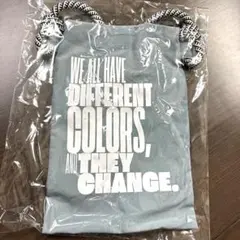 WE ALL HAVE
DIFFERENT
COLORS,
AND THEY
CHANGE.